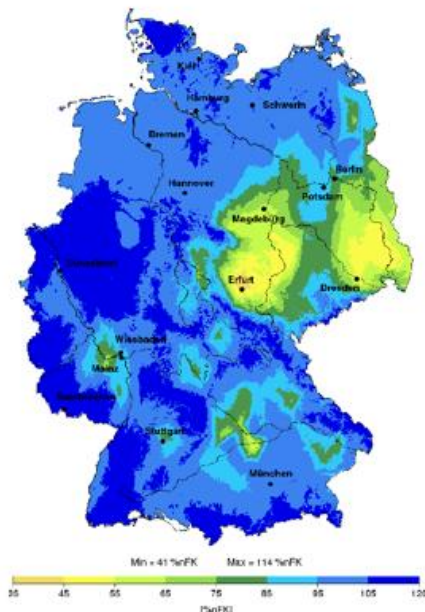 Kiel
Hamburg
Schwerin
Bremen
Berlin
Hannover
Potsdam
Magdeburg
Düsseldorf
Erfurt
Dresden
Wiesbaden
Mainz
Saarbrücken
Stuttgart
München
Min = 41 %nFK Max = 114 %nFK
35 45 55 65 75 85 95 105 120
[%nFK]